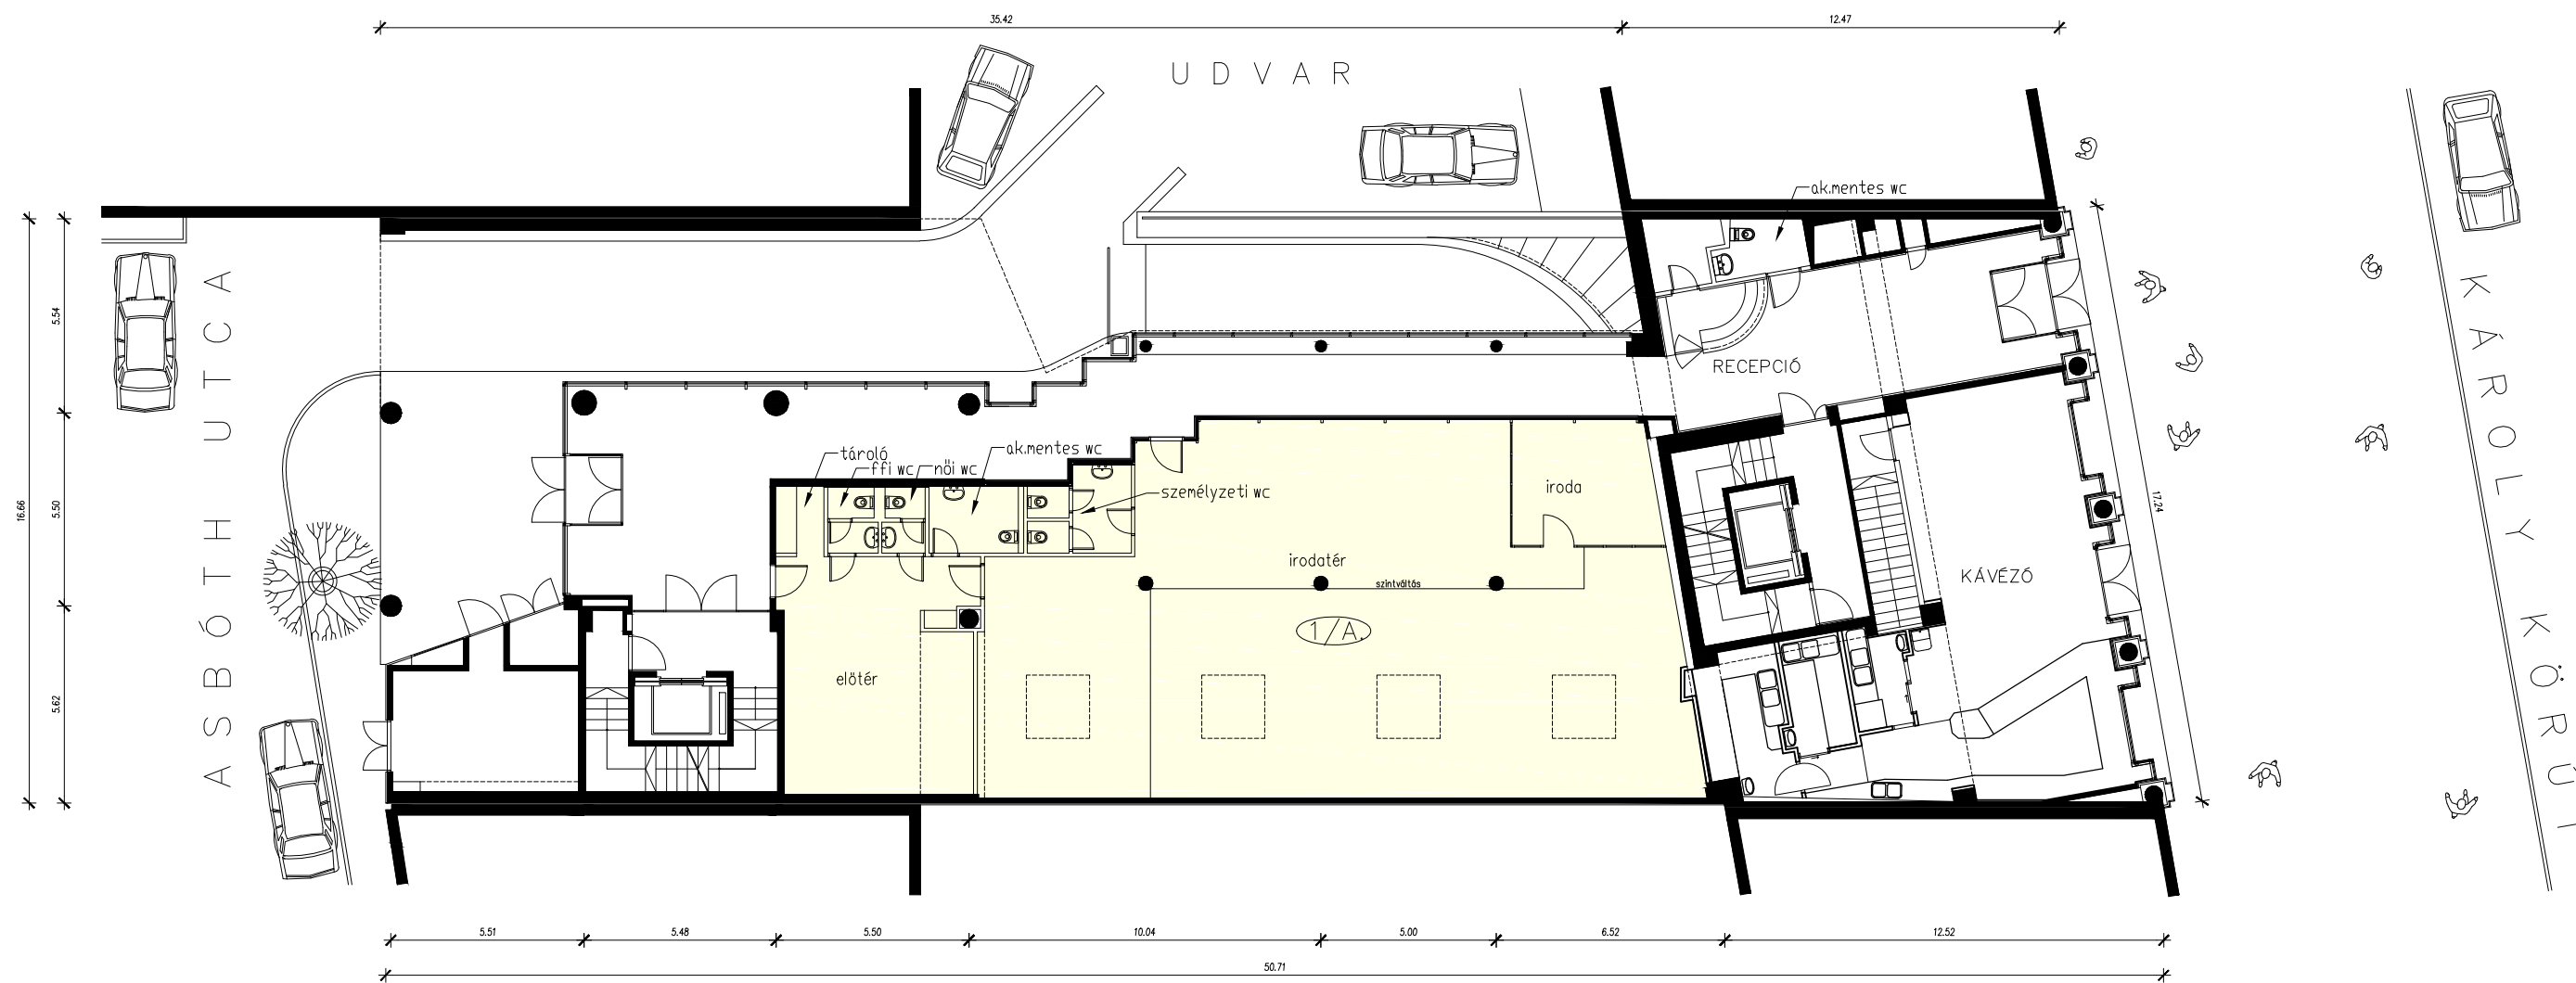 35.42
12.47
UDVAR
ak.mentes wc
ASBÓTH UTCA
KÁROLY KÖRÚT
5.54
5.50
16.66
5.62
RECEPCIÓ
17.24
tároló
ffi wc
női wc
ak.mentes wc
személyzeti wc
iroda
irodatér
szintváltás
KÁVÉZÓ
1/A.
előtér
5.51
5.48
5.50
10.04
5.00
6.52
12.52
50.71